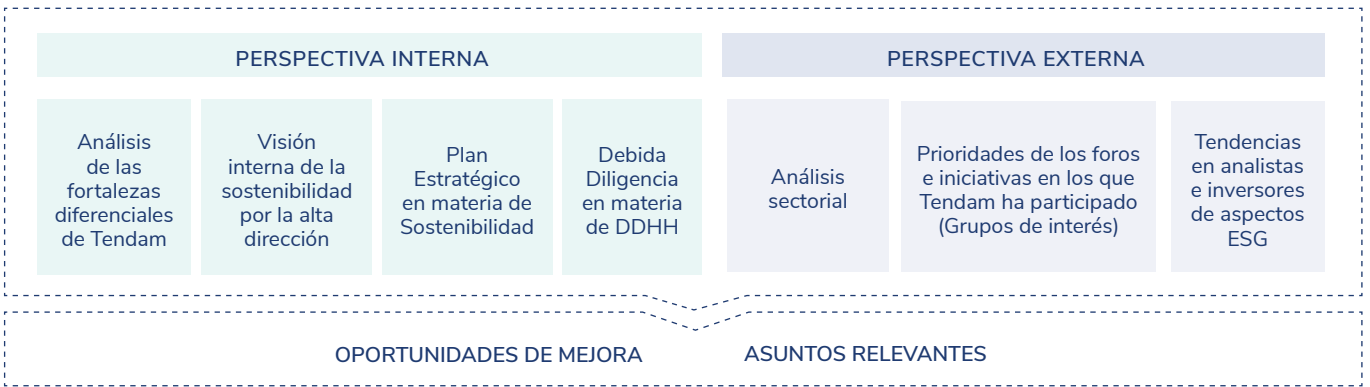 PERSPECTIVA INTERNA
PERSPECTIVA EXTERNA
Análisis
de las
fortalezas
diferenciales
de Tendam
Visión
interna de la
sostenibilidad
por la alta
dirección
Plan
Estratégico
en materia de
Sostenibilidad
Debida
Diligencia
en materia
de DDHH
Análisis
sectorial
Prioridades de los foros
e iniciativas en los que
Tendam ha participado
(Grupos de interés)
Tendencias
en analistas
e inversores
de aspectos
ESG
OPORTUNIDADES DE MEJORA
ASUNTOS RELEVANTES